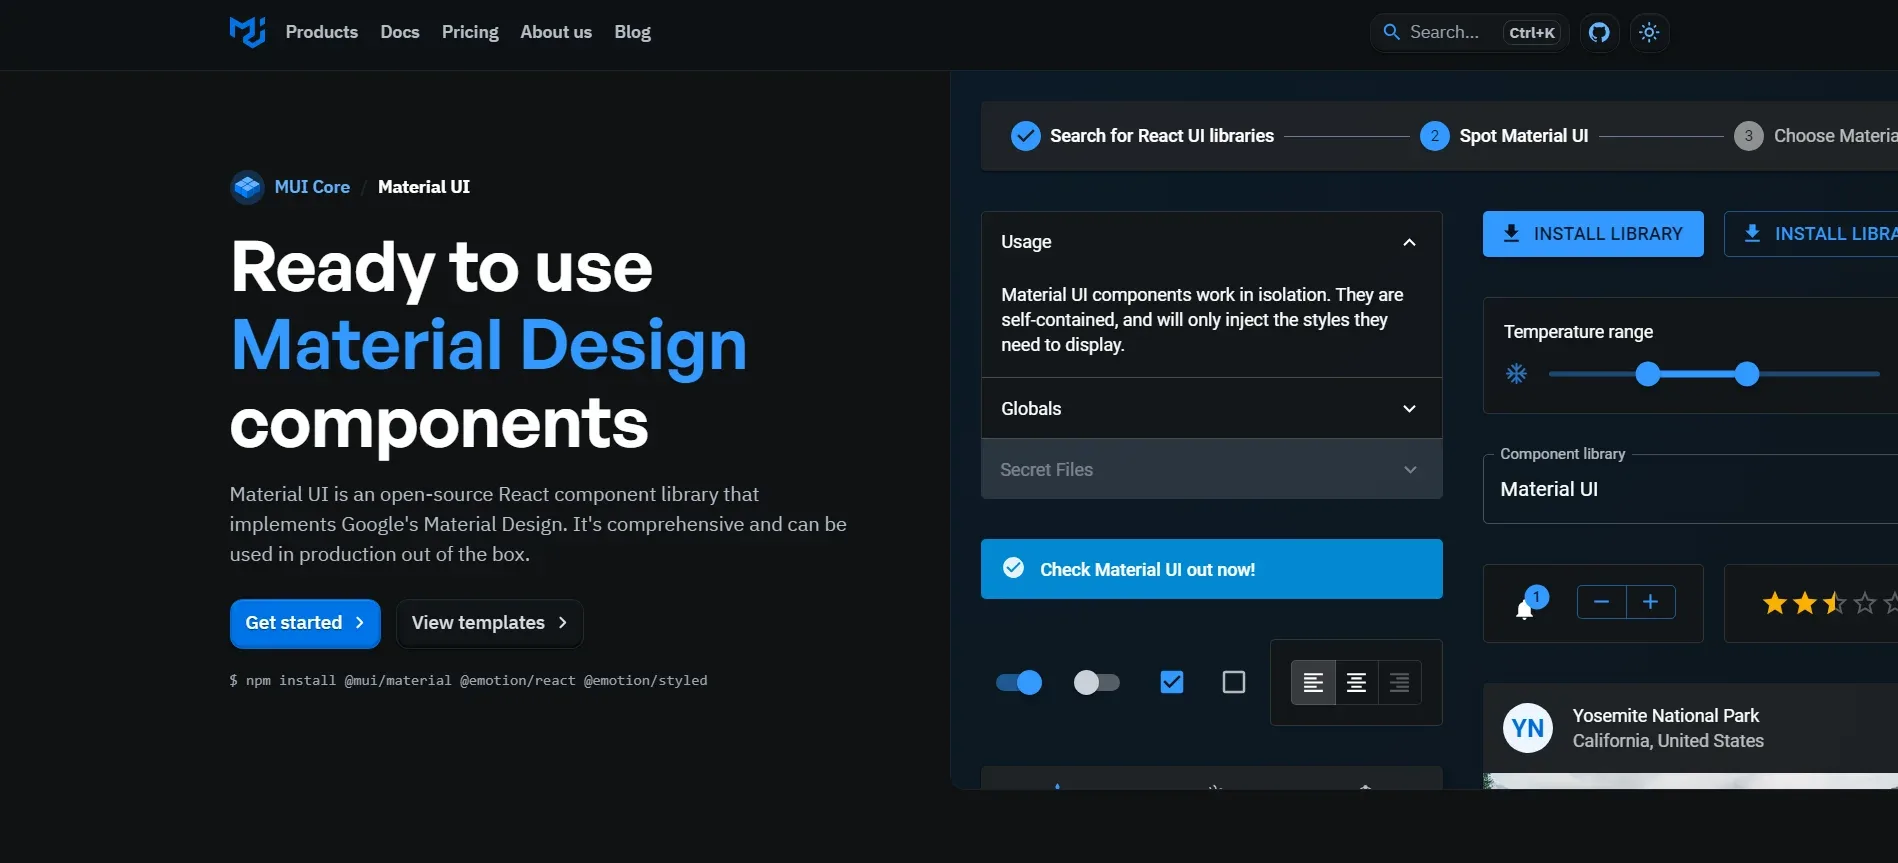 Products Docs Pricing About us Blog
Search... Ctrl+K
MUI Core / Material UI
Ready to use
Material Design
components
Material UI is an open-source React component library that
implements Google's Material Design. It's comprehensive and can be
used in production out of the box.
Get started
View templates
$ npm install @mui/material @emotion/react @emotion/styled
Search for React UI libraries
2 Spot Material UI
3 Choose Materia
Usage
Material UI components work in isolation. They are
self-contained, and will only inject the styles they
need to display.
Globals
Secret Files
Check Material UI out now!
INSTALL LIBRARY
INSTALL LIBRA
Temperature range
Component library
Material UI
1
YN
Yosemite National Park
California, United States